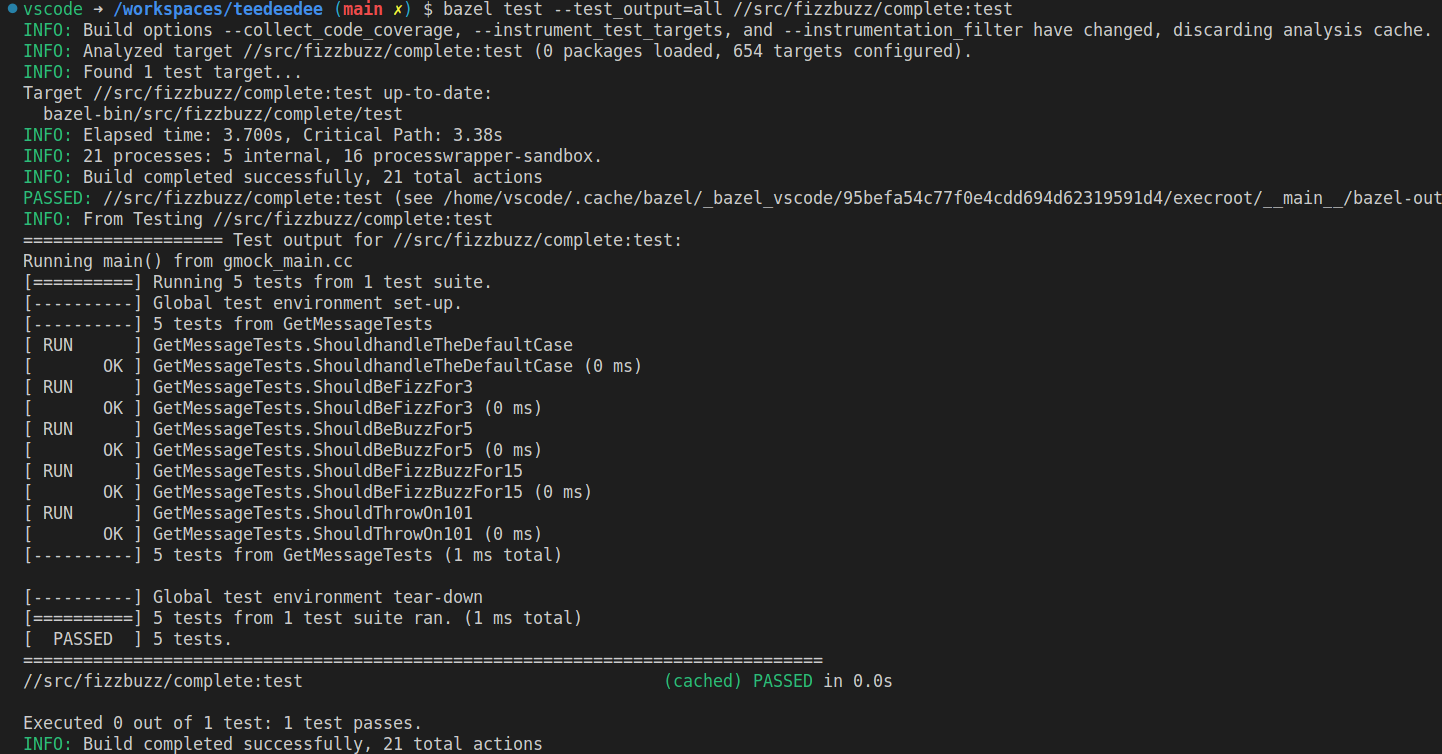 vscode → /workspaces/teedeedee (main ✗) $ bazel test --test_output=all //src/fizzbuzz/complete:test
INFO: Build options --collect_code_coverage, --instrument_test_targets, and --instrumentation_filter have changed, discarding analysis cache.
INFO: Analyzed target //src/fizzbuzz/complete:test (0 packages loaded, 654 targets configured).
INFO: Found 1 test target...
Target //src/fizzbuzz/complete:test up-to-date:
  bazel-bin/src/fizzbuzz/complete/test
INFO: Elapsed time: 3.700s, Critical Path: 3.38s
INFO: 21 processes: 5 internal, 16 processwrapper-sandbox.
INFO: Build completed successfully, 21 total actions
PASSED: //src/fizzbuzz/complete:test (see /home/vscode/.cache/bazel/_bazel_vscode/95befa54c77f0e4cdd694d62319591d4/execroot/__main__/bazel-out
INFO: From Testing //src/fizzbuzz/complete:test
==================== Test output for //src/fizzbuzz/complete:test:
Running main() from gmock_main.cc
[==========] Running 5 tests from 1 test suite.
[----------] Global test environment set-up.
[----------] 5 tests from GetMessageTests
[ RUN      ] GetMessageTests.ShouldhandleTheDefaultCase
[       OK ] GetMessageTests.ShouldhandleTheDefaultCase (0 ms)
[ RUN      ] GetMessageTests.ShouldBeFizzFor3
[       OK ] GetMessageTests.ShouldBeFizzFor3 (0 ms)
[ RUN      ] GetMessageTests.ShouldBeBuzzFor5
[       OK ] GetMessageTests.ShouldBeBuzzFor5 (0 ms)
[ RUN      ] GetMessageTests.ShouldBeFizzBuzzFor15
[       OK ] GetMessageTests.ShouldBeFizzBuzzFor15 (0 ms)
[ RUN      ] GetMessageTests.ShouldThrowOn101
[       OK ] GetMessageTests.ShouldThrowOn101 (0 ms)
[----------] 5 tests from GetMessageTests (1 ms total)

[----------] Global test environment tear-down
[==========] 5 tests from 1 test suite ran. (1 ms total)
[  PASSED  ] 5 tests.
================================================================================
//src/fizzbuzz/complete:test                                    (cached) PASSED in 0.0s

Executed 0 out of 1 test: 1 test passes.
INFO: Build completed successfully, 21 total actions